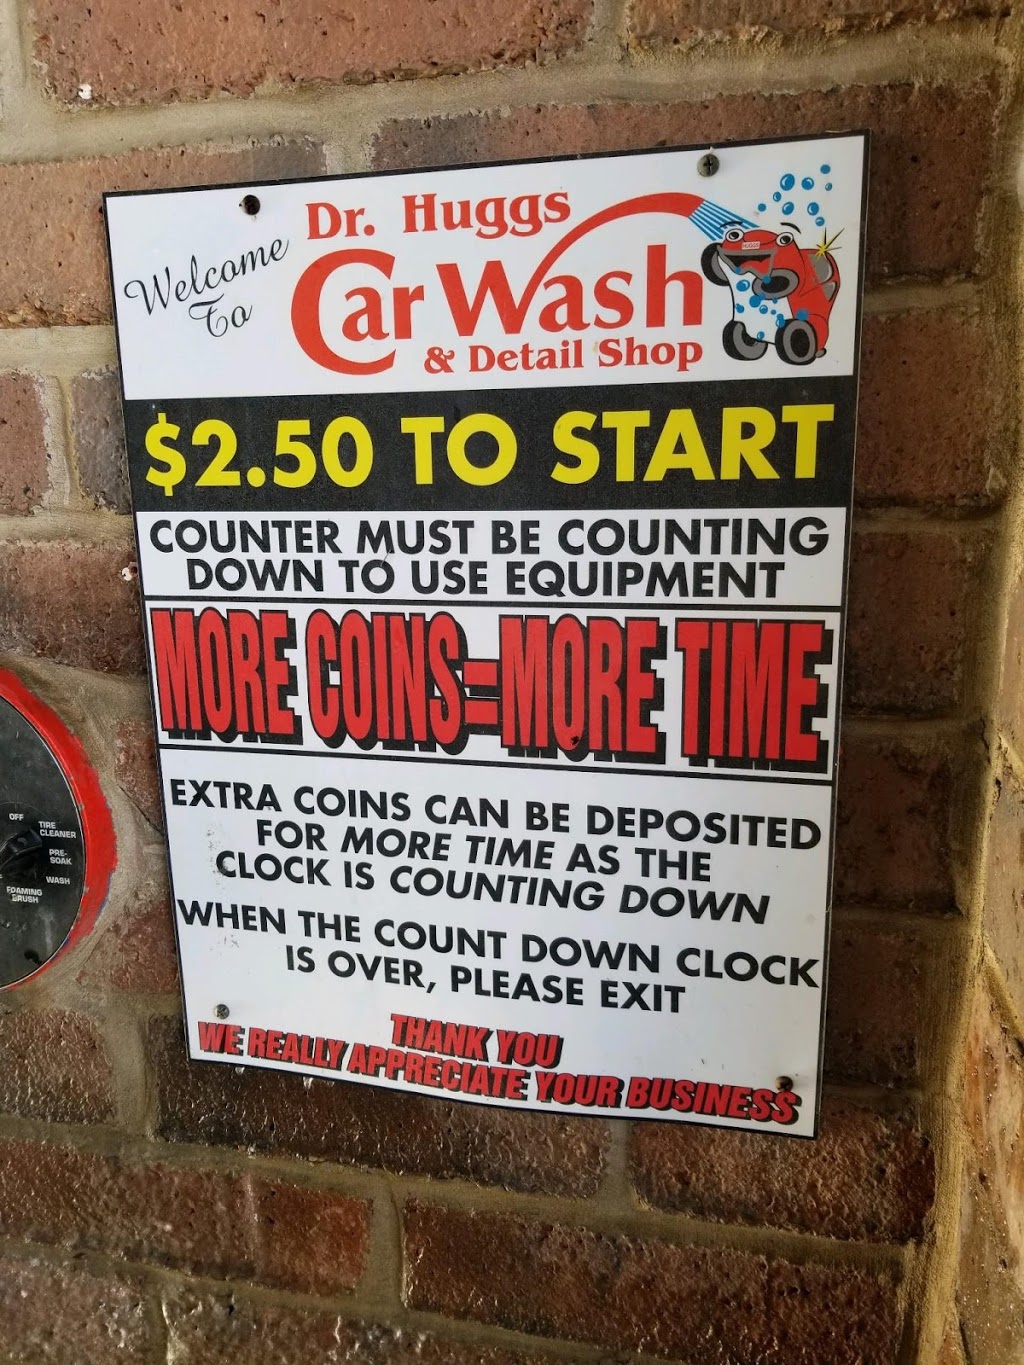 Welcome
To
Dr. Huggs
Car Wash
& Detail Shop
HUGGS
$2.50 TO START
COUNTER MUST BE COUNTING
DOWN TO USE EQUIPMENT
MORE COINS=MORE TIME
EXTRA COINS CAN BE DEPOSITED
FOR MORE TIME AS THE
CLOCK IS COUNTING DOWN
WHEN THE COUNT DOWN CLOCK
IS OVER, PLEASE EXIT
THANK YOU
WE REALLY APPRECIATE YOUR BUSINESS
OFF
TIRE
CLEANER
PRE-
SOAK
WASH
FOAMING
BRUSH